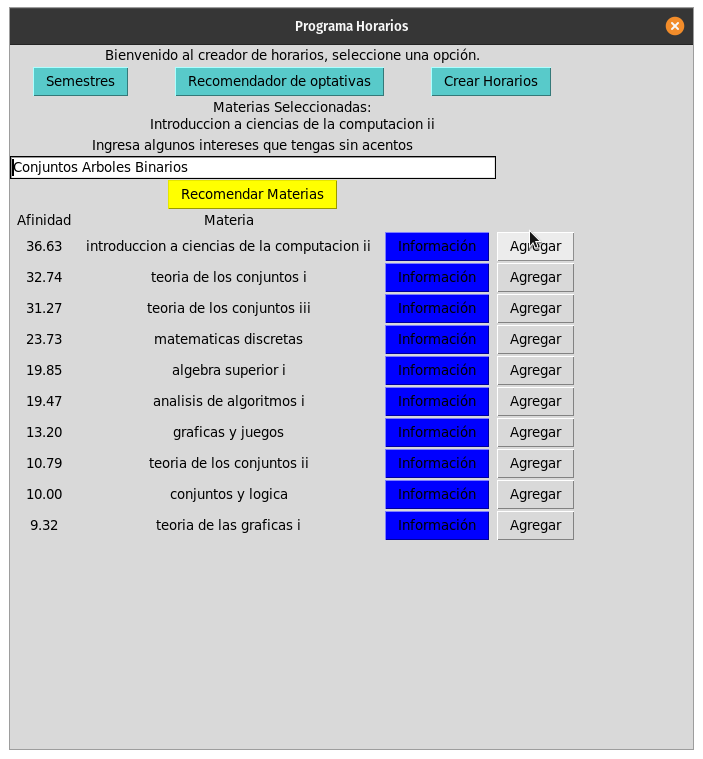 Programa Horarios
Bienvenido al creador de horarios, seleccione una opción.
Semestres Recomendador de optativas Crear Horarios
Materias Seleccionadas:
Introduccion a ciencias de la computacion ii
Ingresa algunos intereses que tengas sin acentos
Conjuntos Arboles Binarios
Recomendar Materias
Afinidad Materia
36.63 introduccion a ciencias de la computacion ii Información Agregar
32.74 teoria de los conjuntos i Información Agregar
31.27 teoria de los conjuntos iii Información Agregar
23.73 matematicas discretas Información Agregar
19.85 algebra superior i Información Agregar
19.47 analisis de algoritmos i Información Agregar
13.20 graficas y juegos Información Agregar
10.79 teoria de los conjuntos ii Información Agregar
10.00 conjuntos y logica Información Agregar
9.32 teoria de las graficas i Información Agregar